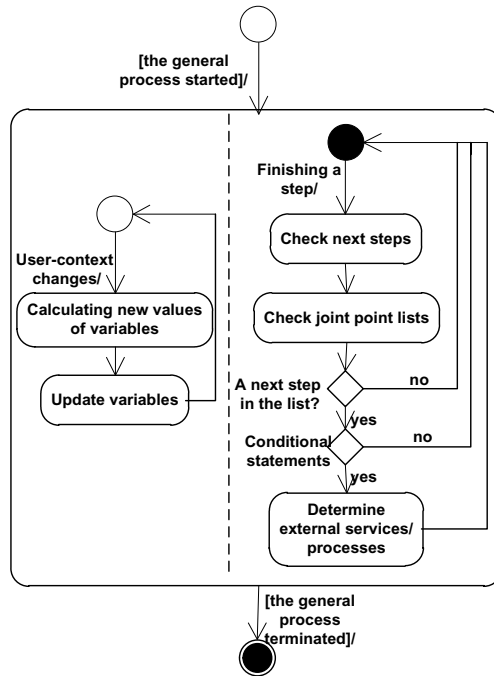 [the general
process started]/
User-context
changes/
Calculating new values
of variables
Update variables
Finishing a
step/
Check next steps
Check joint point lists
A next step
in the list?
no
yes
Conditional
statements
no
yes
Determine
external services/
processes
[the general
process
terminated]/